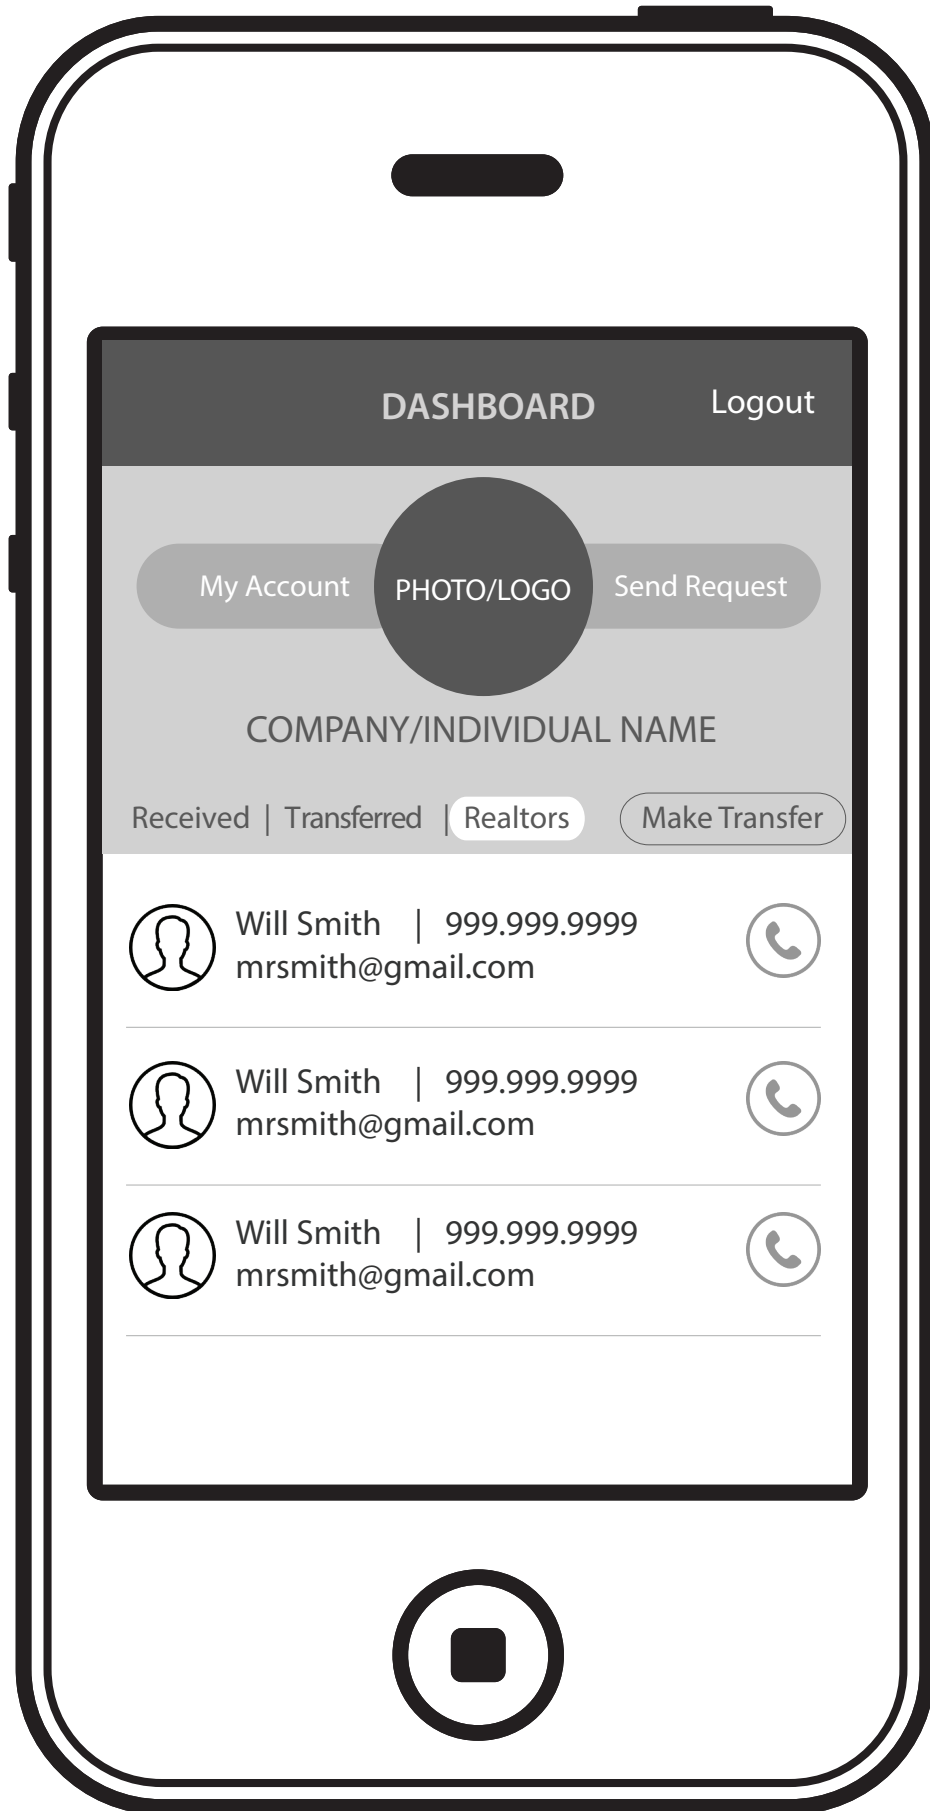 DASHBOARD Logout
My Account PHOTO/LOGO Send Request
COMPANY/INDIVIDUAL NAME
Received | Transferred | Realtors Make Transfer
Will Smith | 999.999.9999
mrsmith@gmail.com
Will Smith | 999.999.9999
mrsmith@gmail.com
Will Smith | 999.999.9999
mrsmith@gmail.com